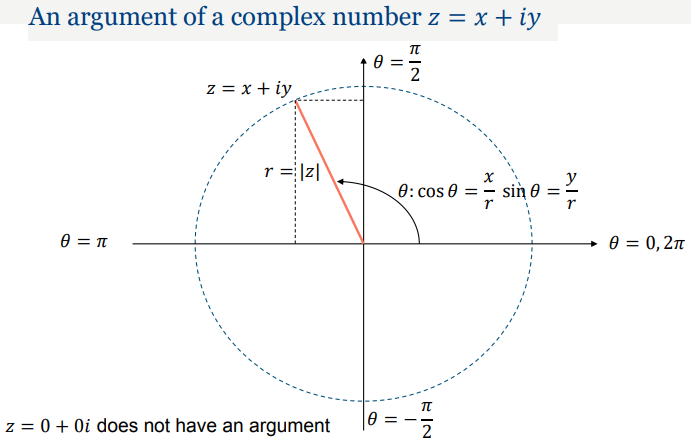 An argument of a complex number z = x + iy
θ = π/2
z = x + iy
r = |z|
θ: cos θ = x/r sin θ = y/r
θ = π
θ = 0, 2π
z = 0 + 0i does not have an argument
θ = −π/2